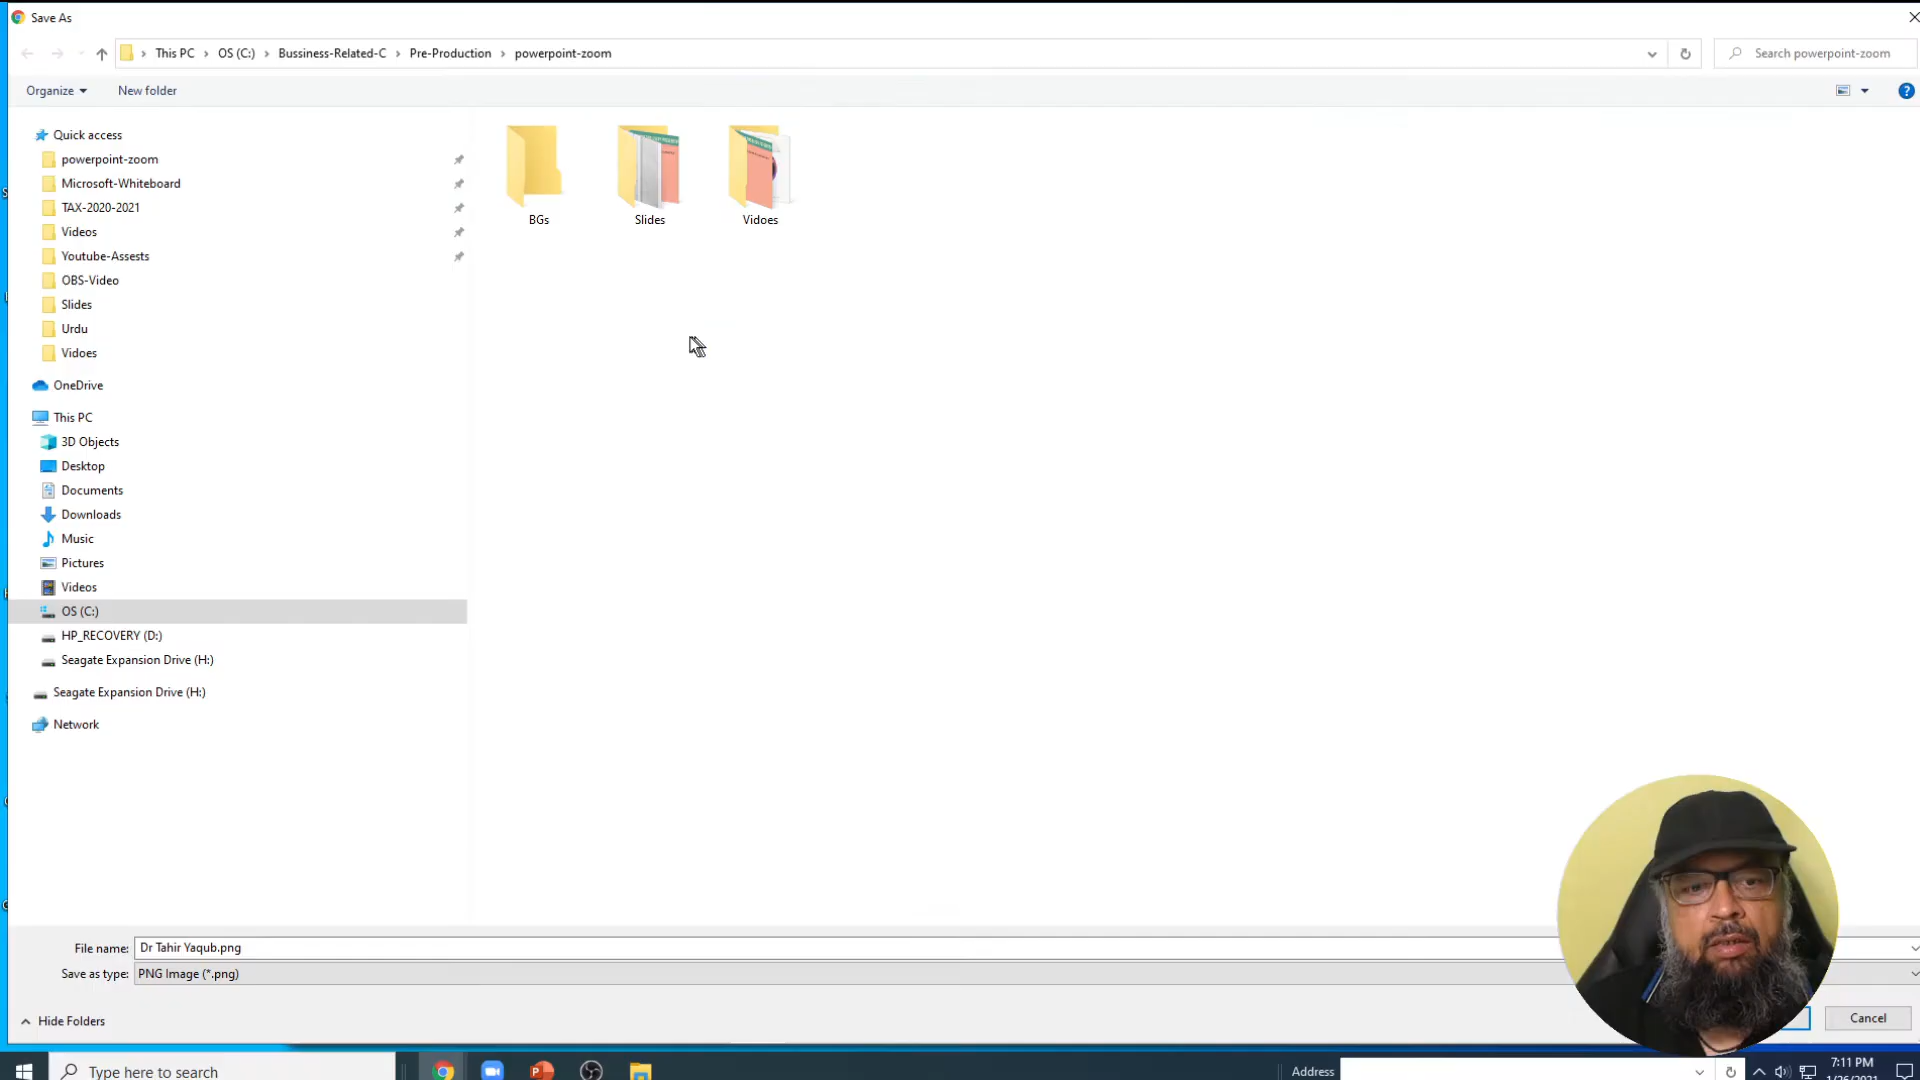 Save As
This PC > OS (C:) > Bussiness-Related-C > Pre-Production > powerpoint-zoom
Search powerpoint-zoom
Organize
New folder
Quick access
powerpoint-zoom
Microsoft-Whiteboard
TAX-2020-2021
Videos
Youtube-Assests
OBS-Video
Slides
Urdu
Vidoes
OneDrive
This PC
3D Objects
Desktop
Documents
Downloads
Music
Pictures
Videos
OS (C:)
HP_RECOVERY (D:)
Seagate Expansion Drive (H:)
Seagate Expansion Drive (H:)
Network
BGs
Slides
Vidoes
File name: Dr Tahir Yaqub.png
Save as type: PNG Image (*.png)
Hide Folders
Cancel
Type here to search
Address
7:11 PM